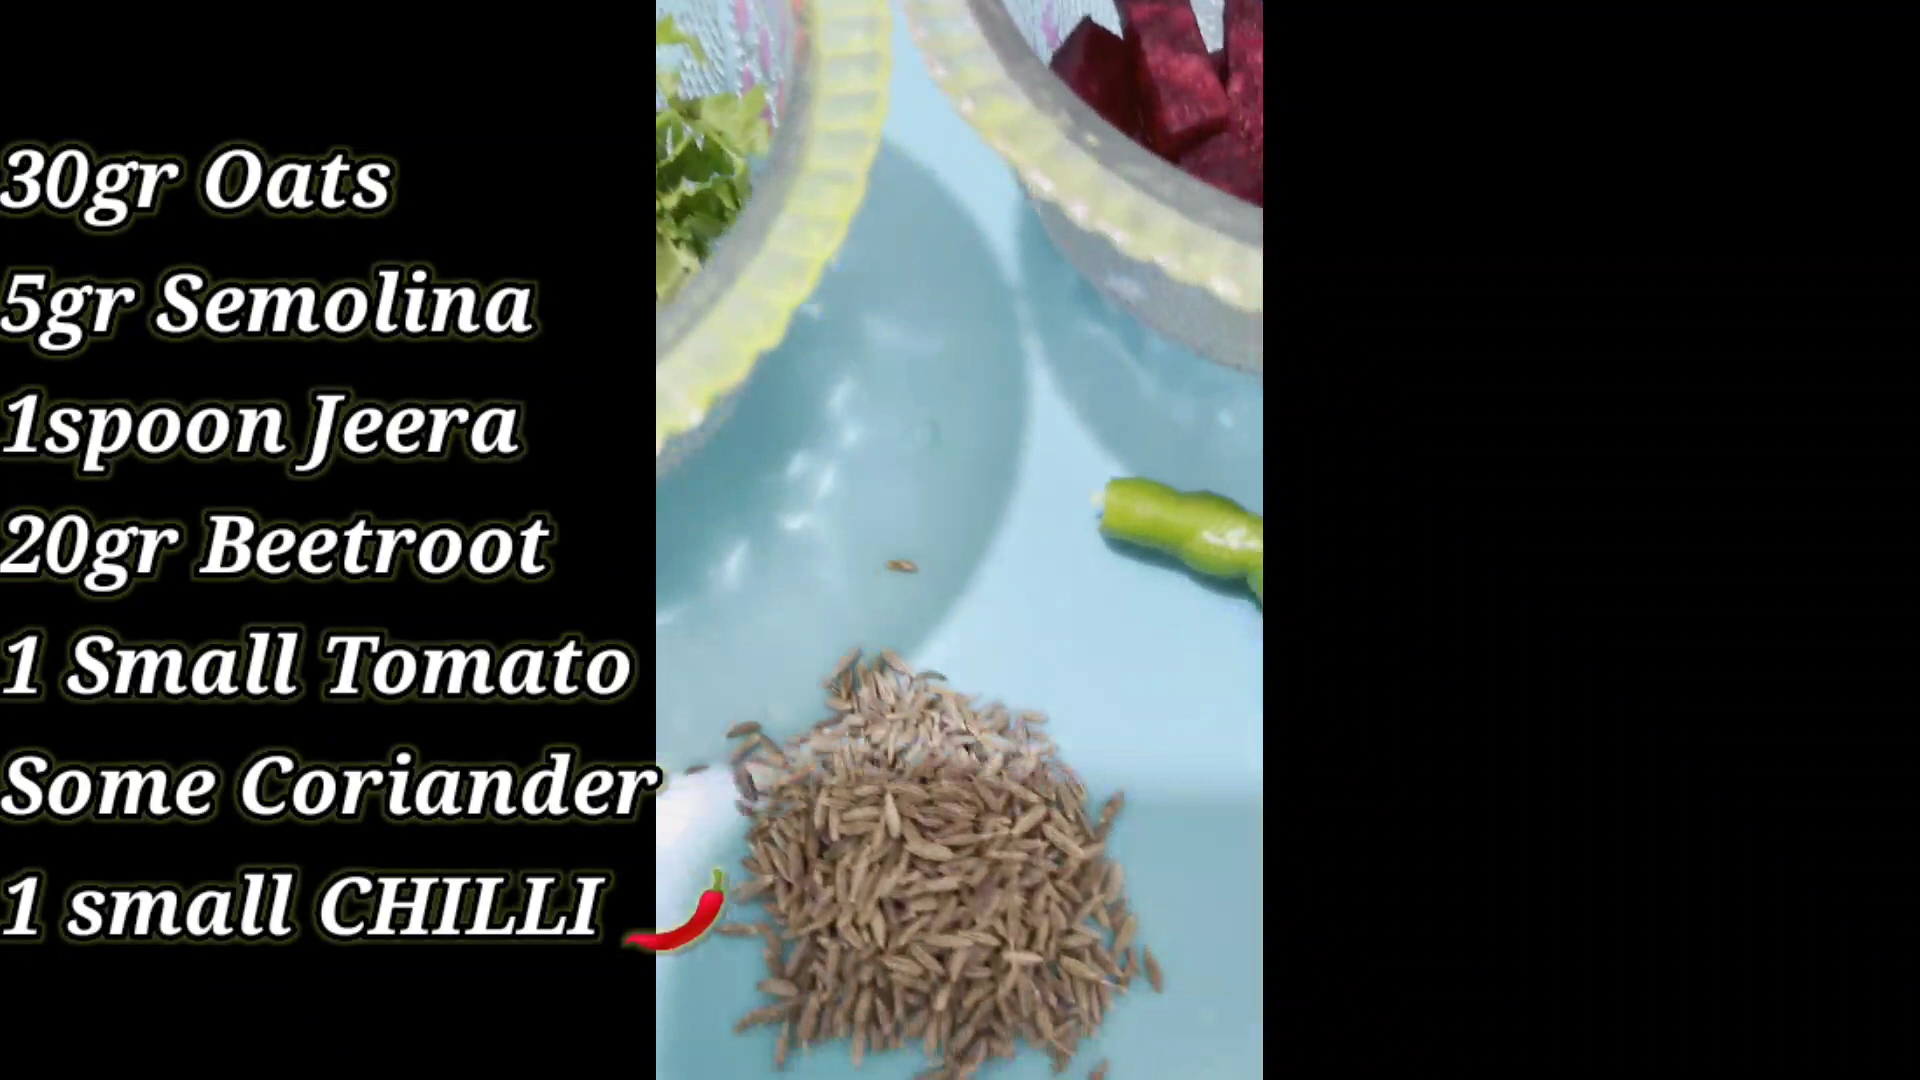 30gr Oats
5gr Semolina
1spoon Jeera
20gr Beetroot
1 Small Tomato
Some Coriander
1 small CHILLI 🌶️